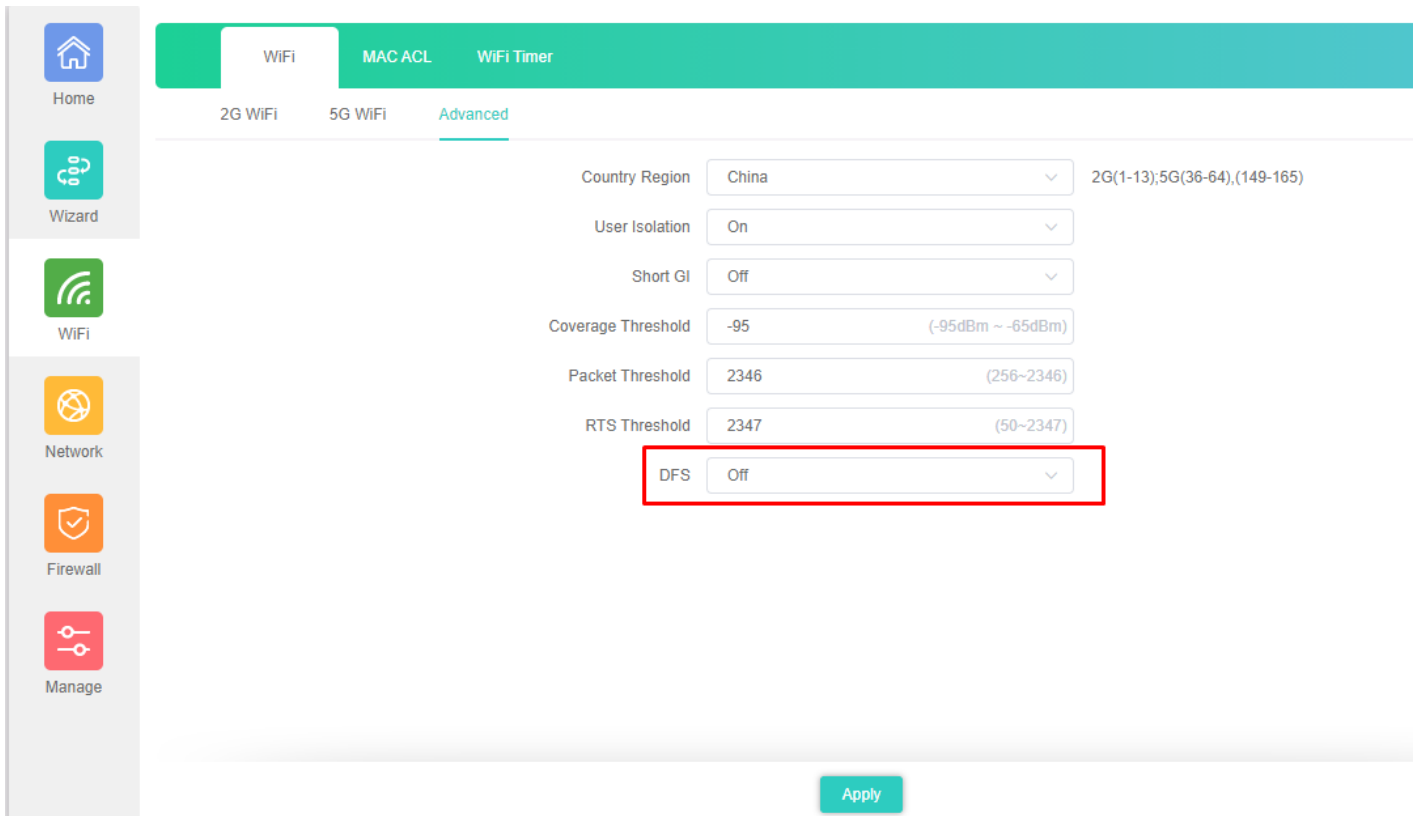 Home
Wizard
WiFi
Network
Firewall
Manage
WiFi MAC ACL WiFi Timer
2G WiFi 5G WiFi Advanced
Country Region China 2G(1-13);5G(36-64),(149-165)
User Isolation On
Short GI Off
Coverage Threshold -95 (-95dBm ~ -65dBm)
Packet Threshold 2346 (256~2346)
RTS Threshold 2347 (50~2347)
DFS Off
Apply